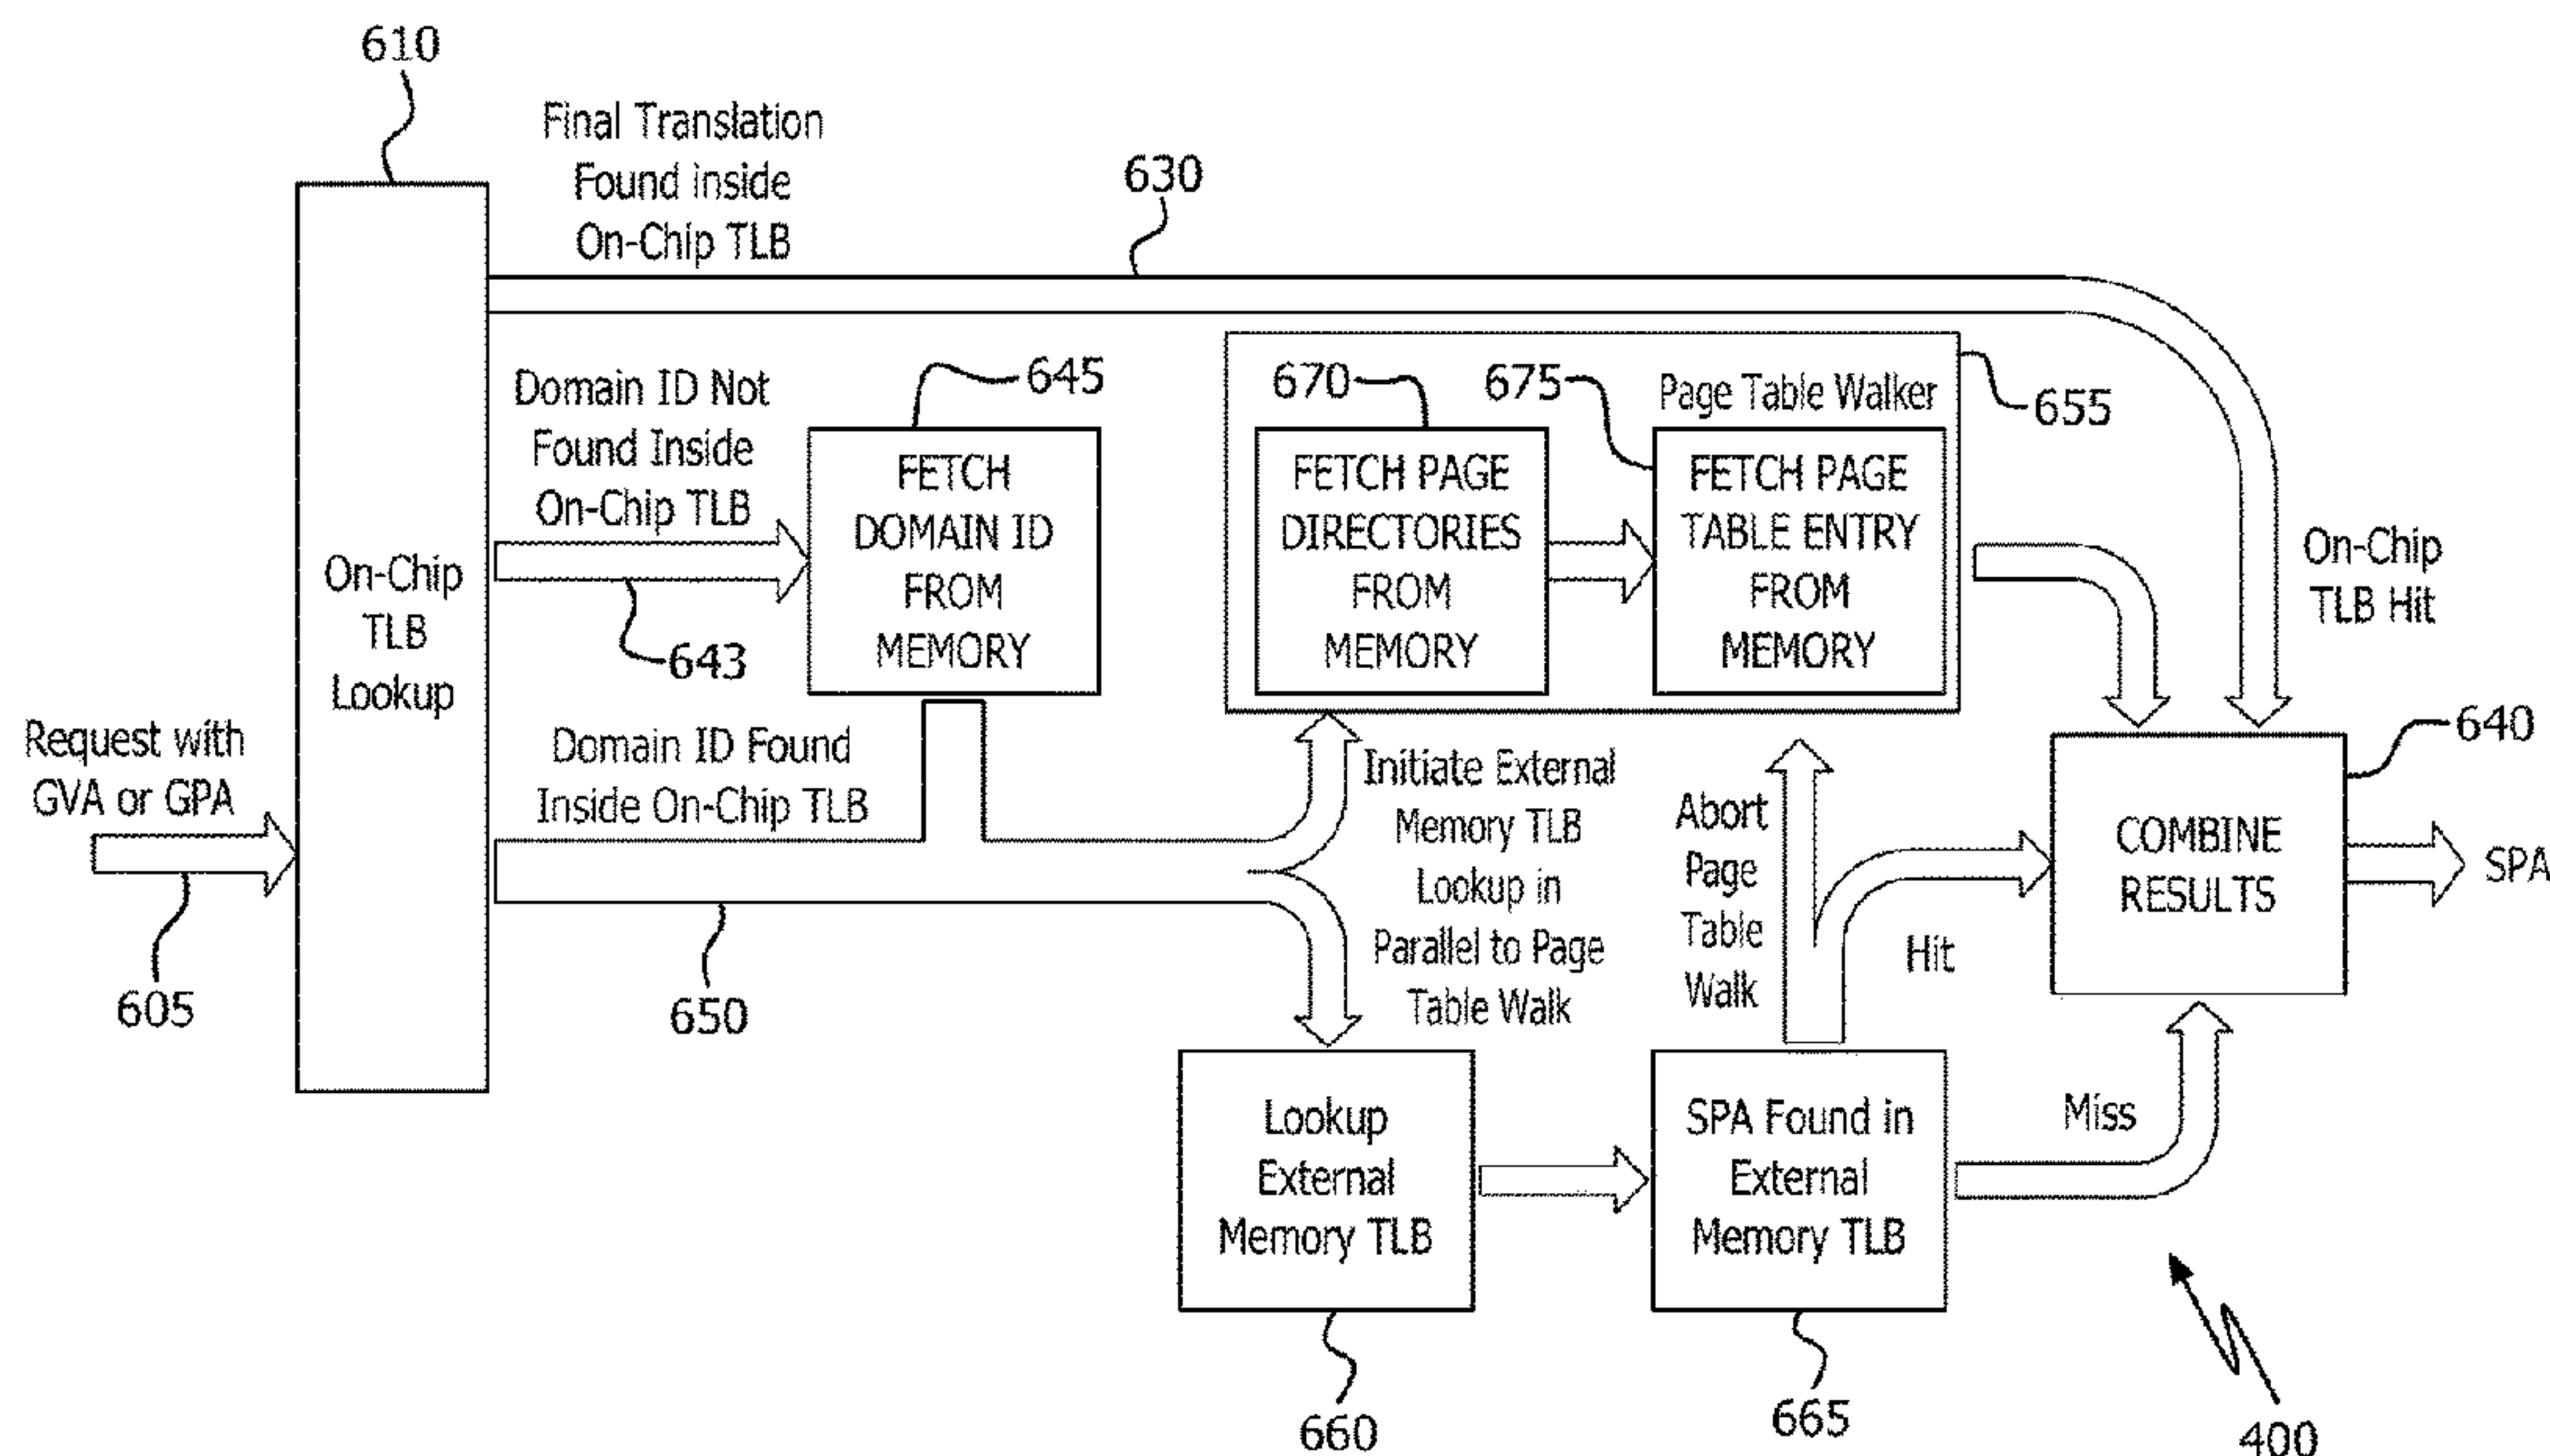 610
Final Translation
Found inside
On-Chip TLB
630
Domain ID Not
Found Inside
On-Chip TLB
645
670
675
Page Table Walker
655
FETCH
DOMAIN ID
FROM
MEMORY
FETCH PAGE
DIRECTORIES
FROM
MEMORY
FETCH PAGE
TABLE ENTRY
FROM
MEMORY
On-Chip
TLB Hit
On-Chip
TLB
Lookup
643
Request with
GVA or GPA
605
Domain ID Found
Inside On-Chip TLB
650
Initiate External
Memory TLB
Lookup in
Parallel to Page
Table Walk
Abort
Page
Table
Walk
Hit
640
COMBINE
RESULTS
SPA
Lookup
External
Memory TLB
660
SPA Found in
External
Memory TLB
665
Miss
400